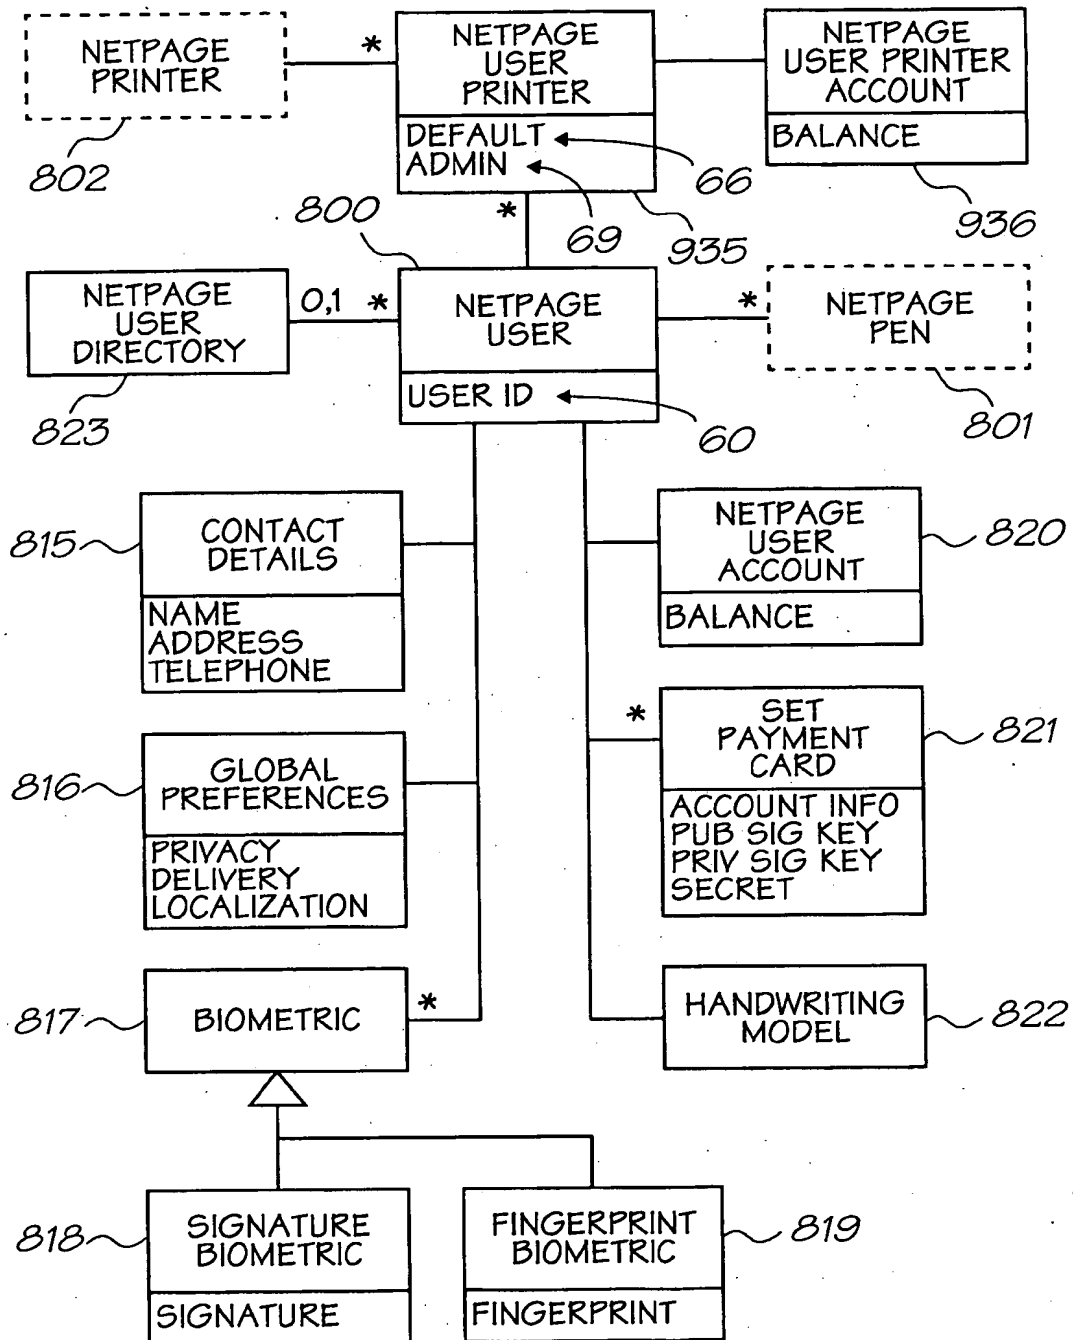 NETPAGE
PRINTER
802
*
NETPAGE
USER
PRINTER
DEFAULT
ADMIN
66
69
935
NETPAGE
USER PRINTER
ACCOUNT
BALANCE
936
*
800
NETPAGE
USER
DIRECTORY
823
0,1
*
NETPAGE
USER
USER ID
60
*
NETPAGE
PEN
801
815
CONTACT
DETAILS
NAME
ADDRESS
TELEPHONE
NETPAGE
USER
ACCOUNT
BALANCE
820
816
GLOBAL
PREFERENCES
PRIVACY
DELIVERY
LOCALIZATION
*
SET
PAYMENT
CARD
ACCOUNT INFO
PUB SIG KEY
PRIV SIG KEY
SECRET
821
817
BIOMETRIC
*
HANDWRITING
MODEL
822
818
SIGNATURE
BIOMETRIC
SIGNATURE
FINGERPRINT
BIOMETRIC
FINGERPRINT
819